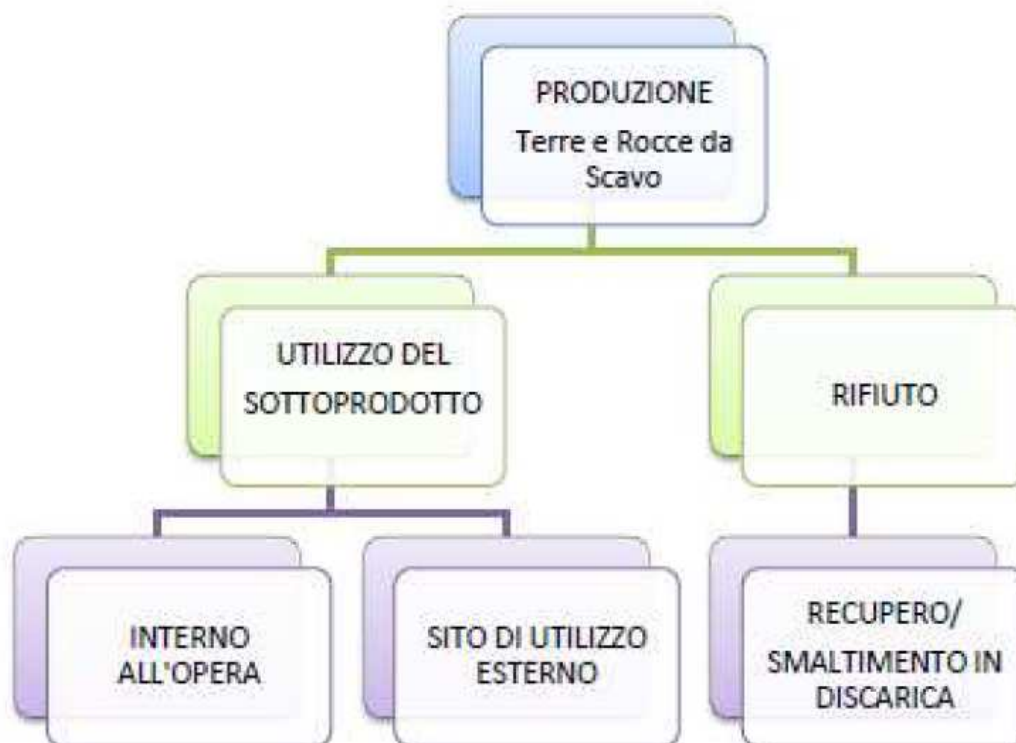 PRODUZIONE
Terre e Rocce da
Scavo
UTILIZZO DEL
SOTTOPRODOTTO
RIFIUTO
INTERNO
ALL'OPERA
SITO DI UTILIZZO
ESTERNO
RECUPERO/
SMALTIMENTO IN
DISCARICA